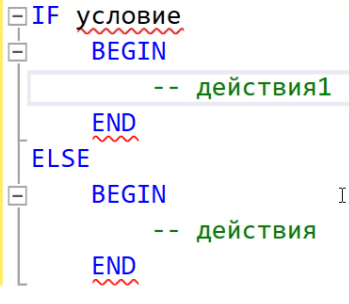 IF условие
BEGIN
-- действия1
END
ELSE
BEGIN
-- действия
END